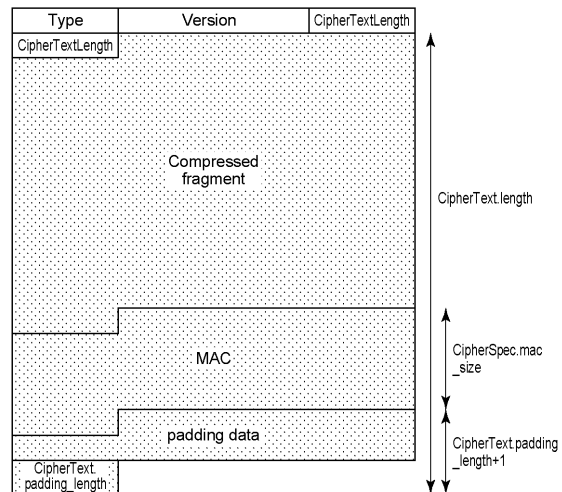 Type
Version
CipherTextLength
CipherTextLength
Compressed
fragment
CipherText.length
MAC
CipherSpec.mac
_size
padding data
CipherText.padding
_length+1
CipherText.
padding_length